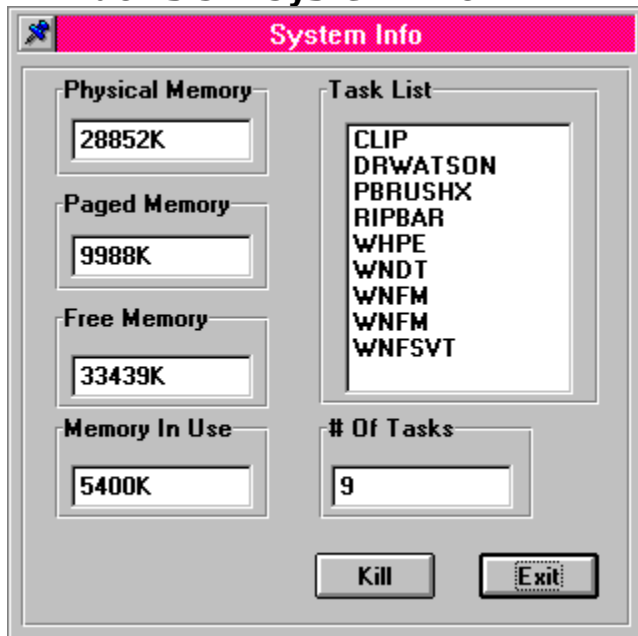 System Info
Physical Memory
28852K
Paged Memory
9988K
Free Memory
33439K
Memory In Use
5400K
Task List
CLIP
DRWATSON
PBRUSHX
RIPBAR
WHPE
WNDT
WNFM
WNFM
WNFSVT
# Of Tasks
9
Kill
Exit